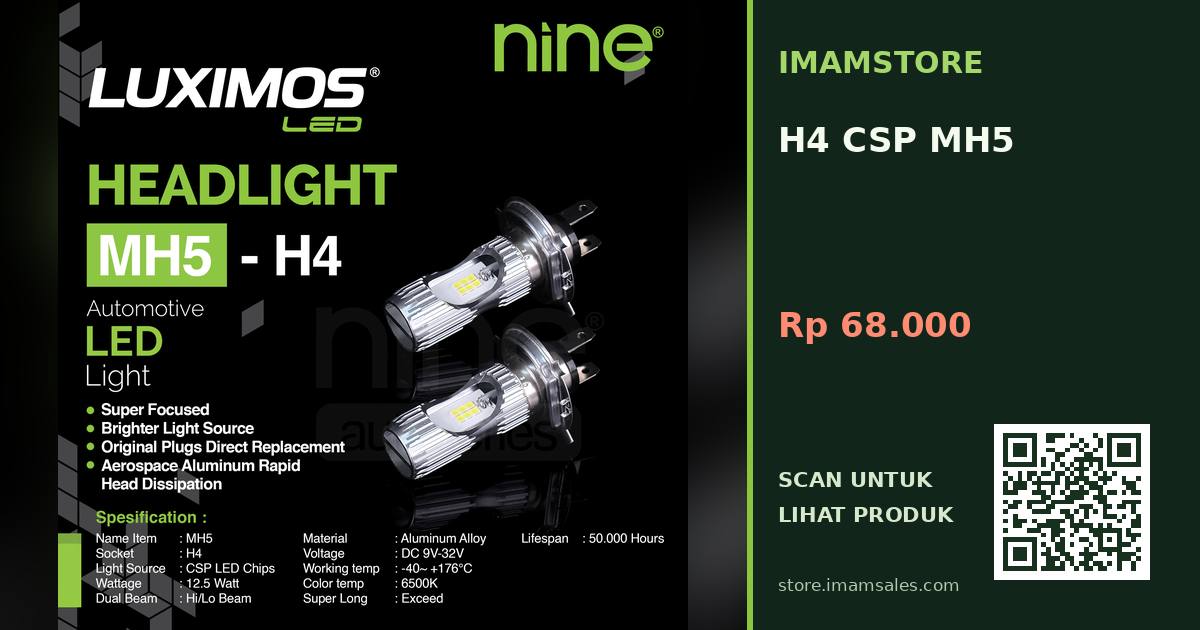 nine®
LUXIMOS®
LED
HEADLIGHT
MH5 - H4
Automotive
LED
Light
Super Focused
Brighter Light Source
Original Plugs Direct Replacement
Aerospace Aluminum Rapid
Head Dissipation
Spesification :
Name Item : MH5
Socket : H4
Light Source : CSP LED Chips
Wattage : 12.5 Watt
Dual Beam : Hi/Lo Beam
Material : Aluminum Alloy
Voltage : DC 9V-32V
Working temp : -40~ +176°C
Color temp : 6500K
Super Long : Exceed
Lifespan : 50.000 Hours
nine®
IMAMSTORE
H4 CSP MH5
Rp 68.000
SCAN UNTUK
LIHAT PRODUK
store.imamsales.com